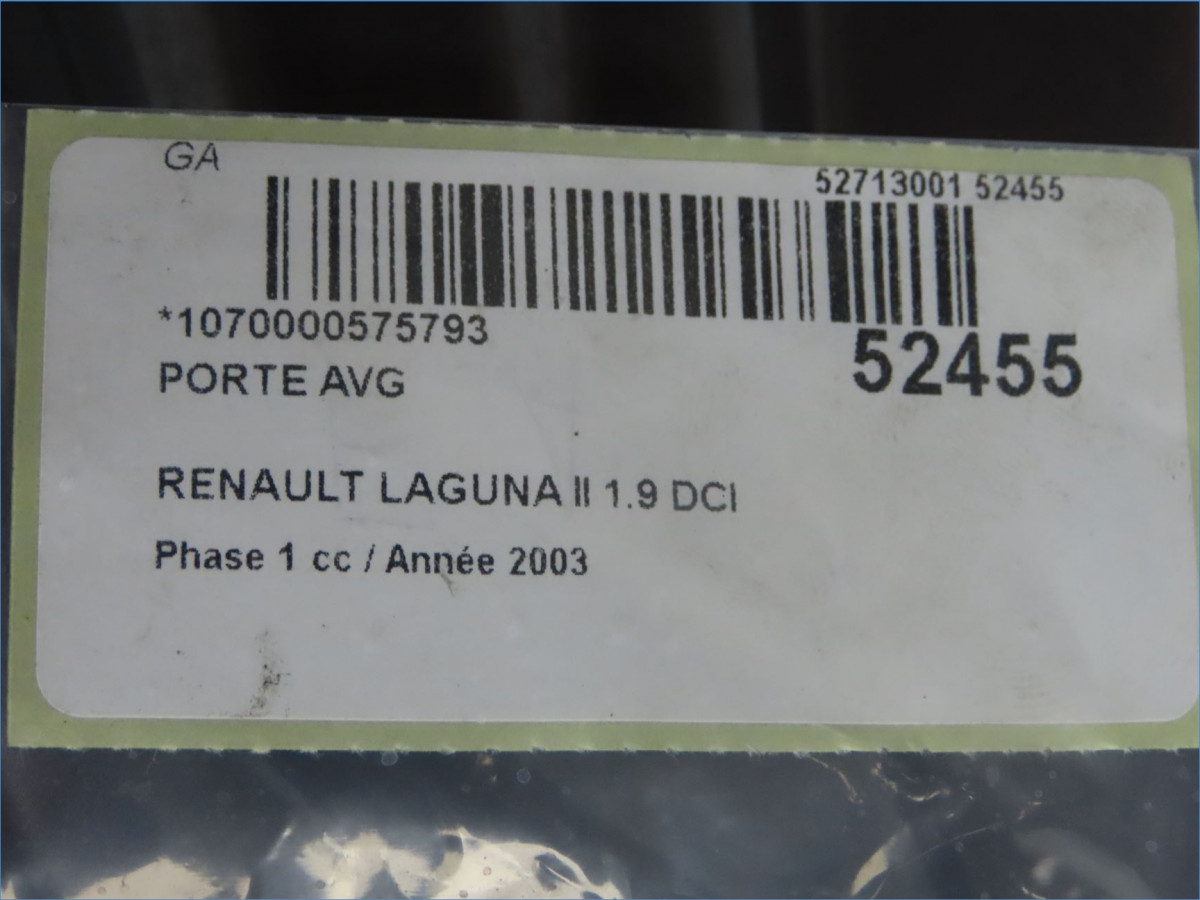 GA
52713001 52455
*1070000575793
52455
PORTE AVG
RENAULT LAGUNA II 1.9 DCI
Phase 1 cc / Année 2003